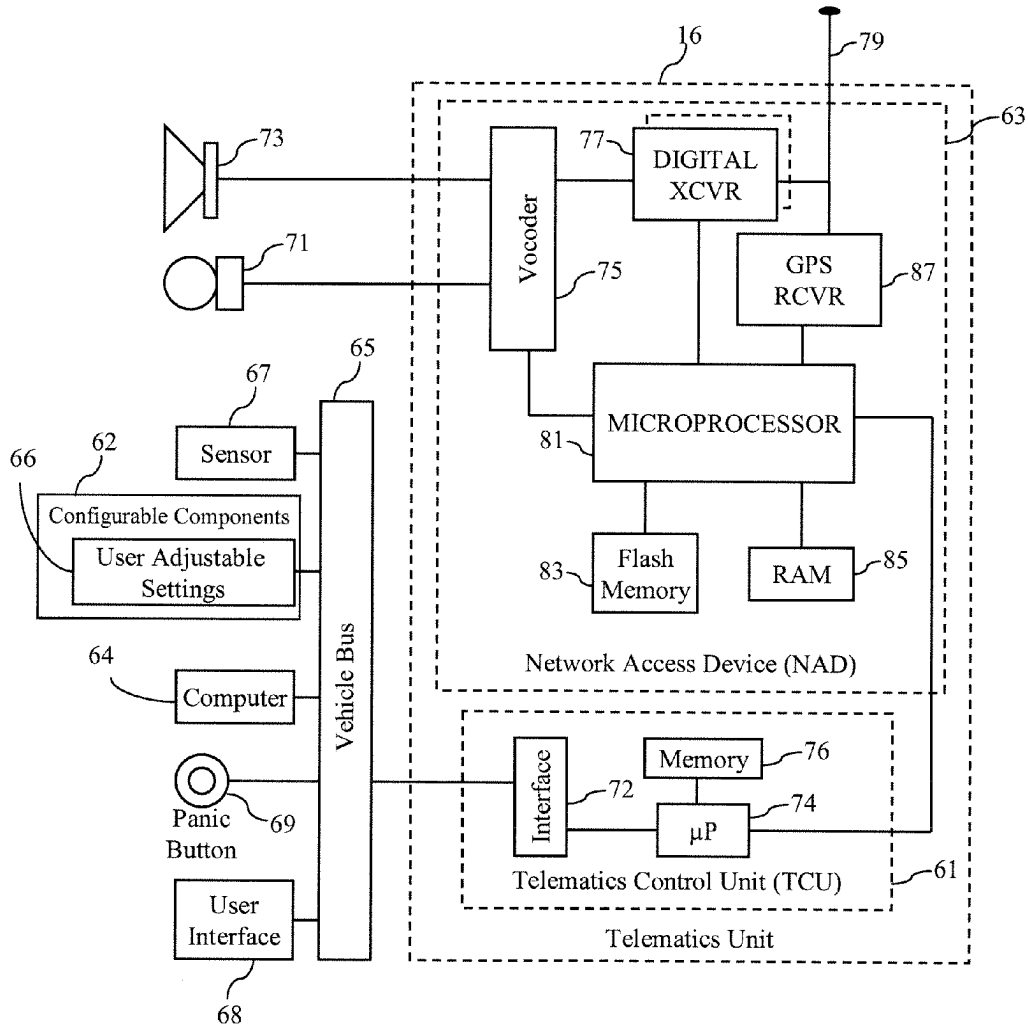 79
16
63
73
77
DIGITAL
XCVR
Vocoder
71
75
GPS
RCVR
87
65
67
Sensor
MICROPROCESSOR
81
66
62
Configurable Components
User Adjustable
Settings
83
Flash
Memory
RAM
85
64
Computer
Vehicle Bus
Network Access Device (NAD)
Interface
72
Memory
76
74
µP
69
Panic
Button
Telematics Control Unit (TCU)
61
User
Interface
Telematics Unit
68